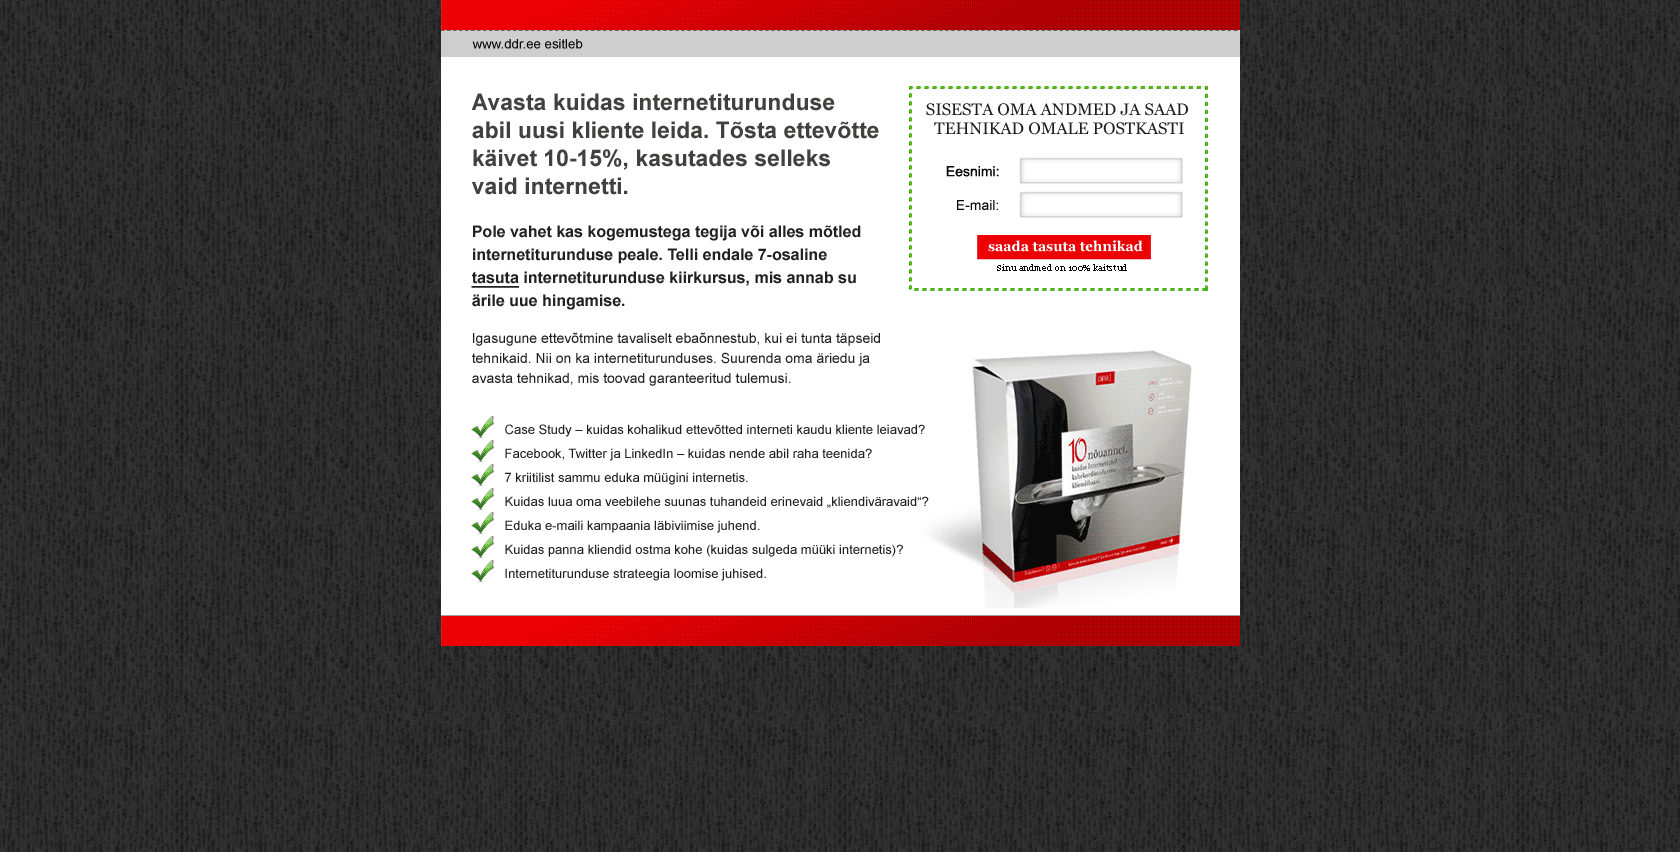 www.ddr.ee esitleb
Avasta kuidas internetiturunduse
abil uusi kliente leida. Tõsta ettevõtte
käivet 10-15%, kasutades selleks
vaid internetti.
Pole vahet kas kogemustega tegija või alles mõtled
internetiturunduse peale. Telli endale 7-osaline
tasuta internetiturunduse kiirkursus, mis annab su
ärile uue hingamise.
Igasugune ettevõtmine tavaliselt ebaõnnestub, kui ei tunta täpseid
tehnikaid. Nii on ka internetiturunduses. Suurenda oma äriedu ja
avasta tehnikad, mis toovad garanteeritud tulemusi.
Case Study – kuidas kohalikud ettevõtted interneti kaudu kliente leiavad?
Facebook, Twitter ja LinkedIn – kuidas nende abil raha teenida?
7 kriitilist sammu eduka müügini internetis.
Kuidas luua oma veebilehe suunas tuhandeid erinevaid „kliendiväravaid“?
Eduka e-maili kampaania läbiviimise juhend.
Kuidas panna kliendid ostma kohe (kuidas sulgeda müüki internetis)?
Internetiturunduse strateegia loomise juhised.
SISESTA OMA ANDMED JA SAAD
TEHNIKAD OMALE POSTKASTI
Eesnimi:
E-mail:
saada tasuta tehnikad
Sinu andmed on 100% kaitstud
10 nõuannet,
kuidas Interneti abil